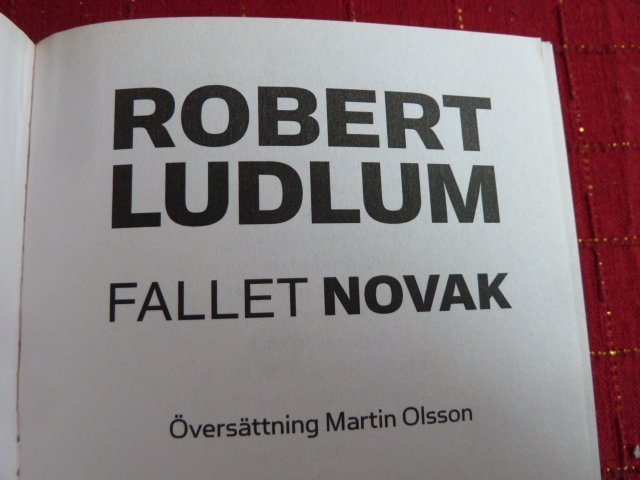 ROBERT
LUDLUM
FALLET NOVAK
Översättning Martin Olsson